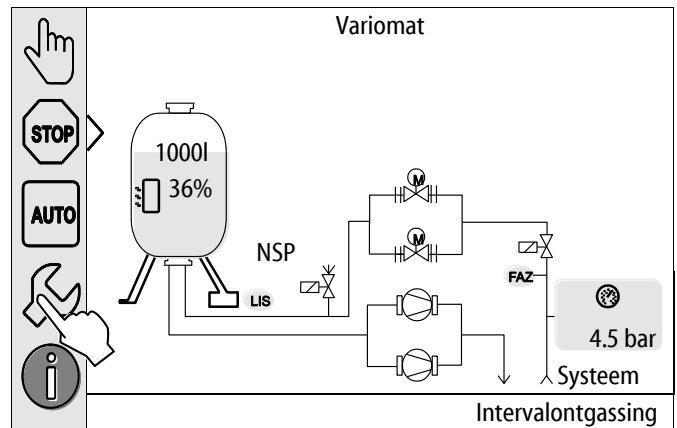 Variomat
STOP
1000l
36%
AUTO
M
M
NSP
LIS
FAZ
4.5 bar
Systeem
Intervalontgassing